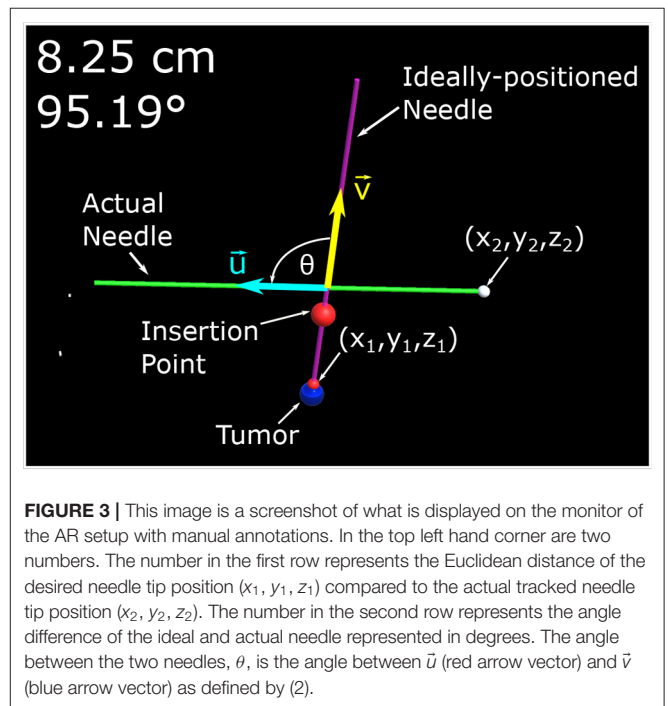 8.25 cm
95.19°
Ideally-positioned
Needle
Actual
Needle
u⃗
θ
v⃗
(x₂,y₂,z₂)
Insertion
Point
(x₁,y₁,z₁)
Tumor
FIGURE 3 | This image is a screenshot of what is displayed on the monitor of
the AR setup with manual annotations. In the top left hand corner are two
numbers. The number in the first row represents the Euclidean distance of the
desired needle tip position (x₁, y₁, z₁) compared to the actual tracked needle
tip position (x₂, y₂, z₂). The number in the second row represents the angle
difference of the ideal and actual needle represented in degrees. The angle
between the two needles, θ, is the angle between u⃗ (red arrow vector) and v⃗
(blue arrow vector) as defined by (2).